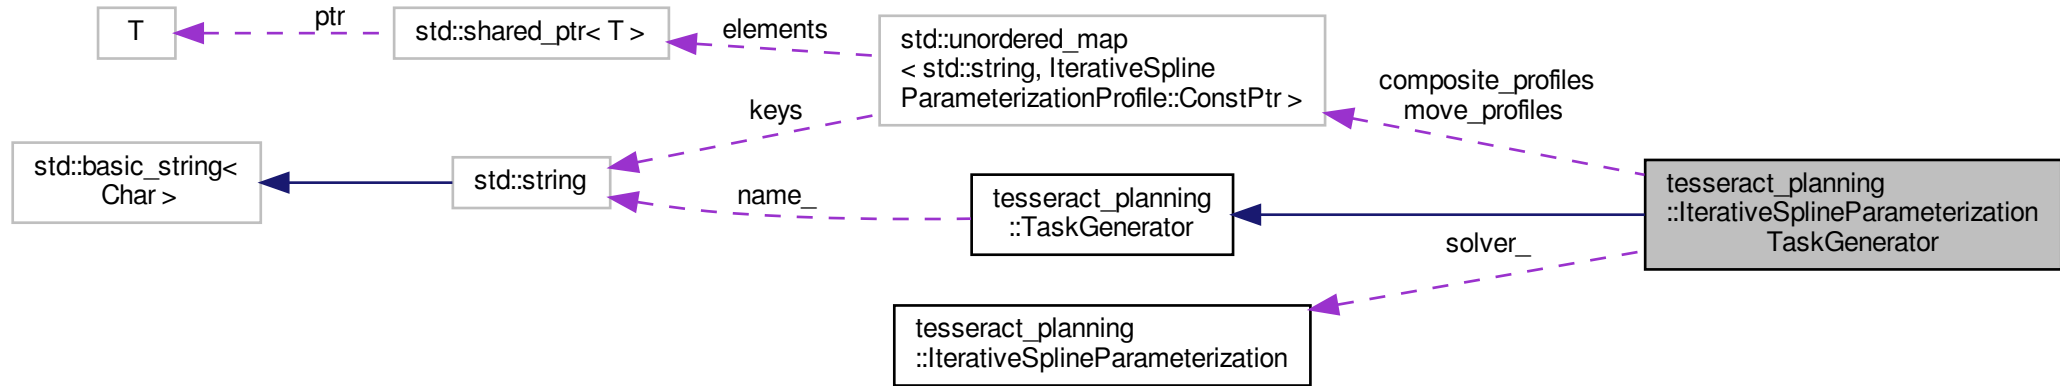 T
ptr
std::shared_ptr< T >
elements
std::unordered_map
< std::string, IterativeSpline
ParameterizationProfile::ConstPtr >
composite_profiles
move_profiles
keys
std::basic_string<
Char >
std::string
name_
tesseract_planning
::TaskGenerator
tesseract_planning
::IterativeSplineParameterization
TaskGenerator
solver_
tesseract_planning
::IterativeSplineParameterization